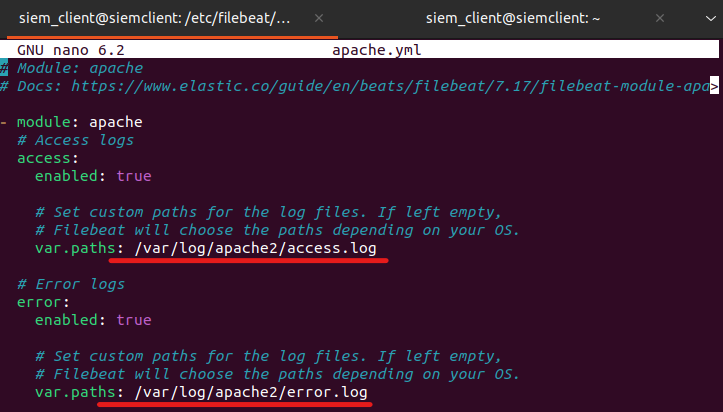 siem_client@siemclient: /etc/filebeat/...
siem_client@siemclient: ~
GNU nano 6.2 apache.yml
# Module: apache
# Docs: https://www.elastic.co/guide/en/beats/filebeat/7.17/filebeat-module-apa>
- module: apache
# Access logs
access:
enabled: true
# Set custom paths for the log files. If left empty,
# Filebeat will choose the paths depending on your OS.
var.paths: /var/log/apache2/access.log
# Error logs
error:
enabled: true
# Set custom paths for the log files. If left empty,
# Filebeat will choose the paths depending on your OS.
var.paths: /var/log/apache2/error.log